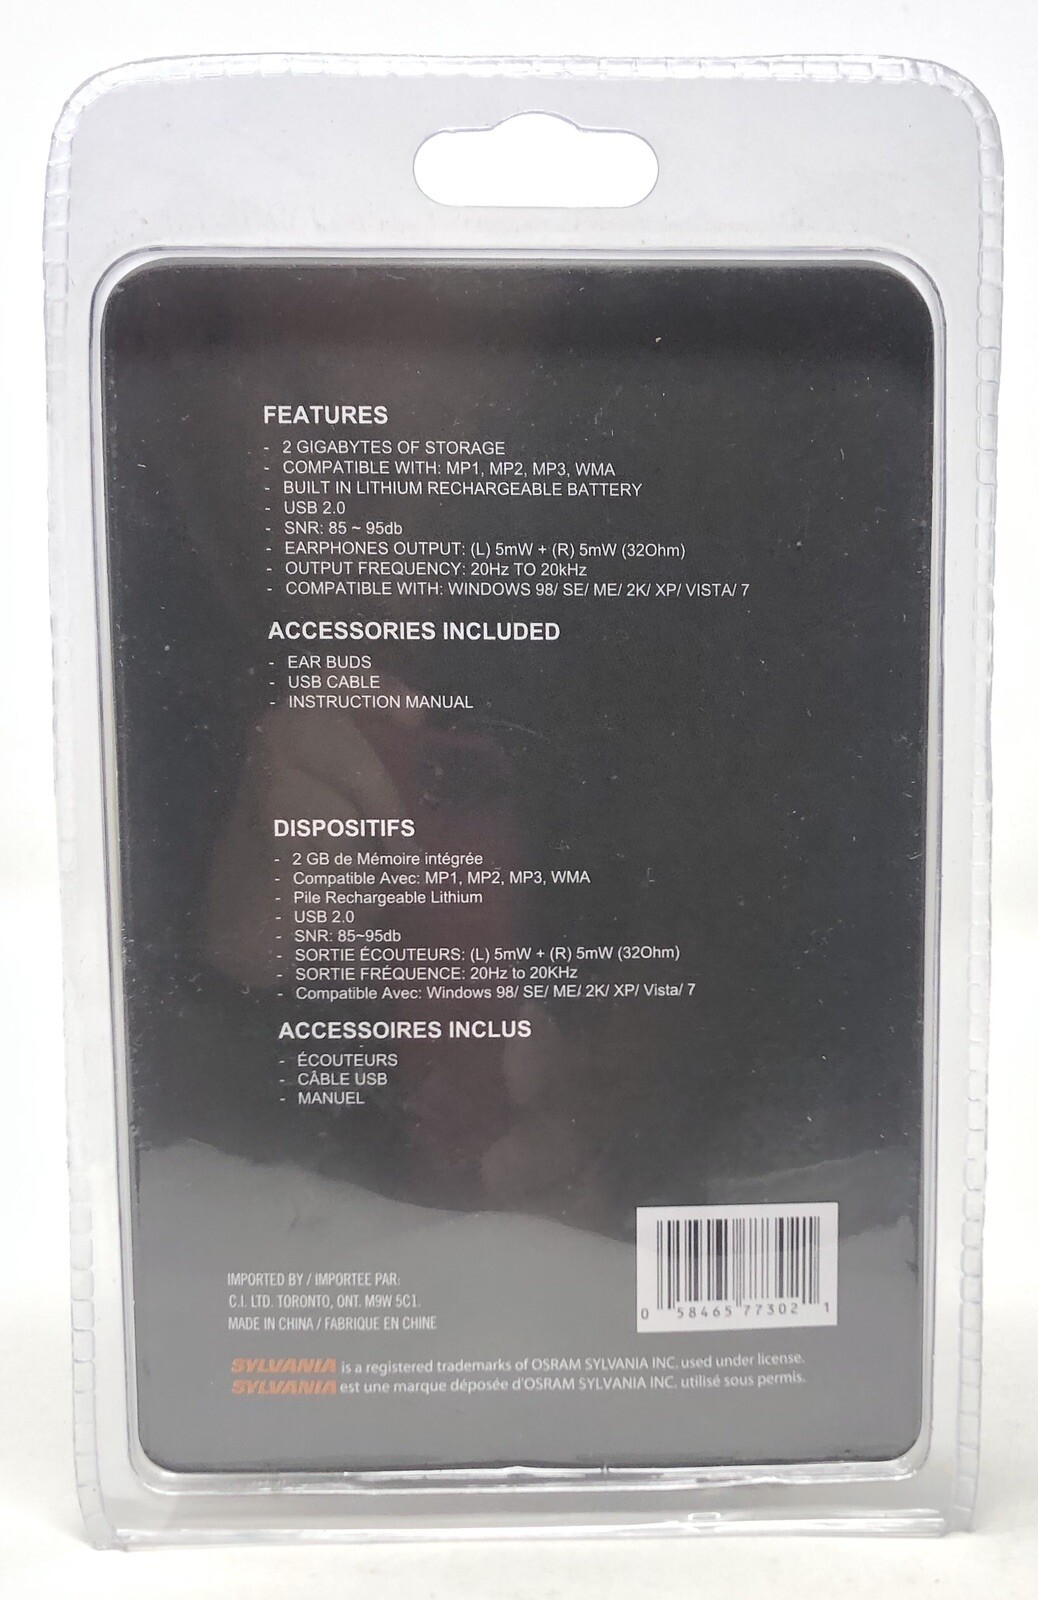 FEATURES
- 2 GIGABYTES OF STORAGE
- COMPATIBLE WITH: MP1, MP2, MP3, WMA
- BUILT IN LITHIUM RECHARGEABLE BATTERY
- USB 2.0
- SNR: 85 ~ 95db
- EARPHONES OUTPUT: (L) 5mW + (R) 5mW (32Ohm)
- OUTPUT FREQUENCY: 20Hz TO 20kHz
- COMPATIBLE WITH: WINDOWS 98/ SE/ ME/ 2K/ XP/ VISTA/ 7
ACCESSORIES INCLUDED
- EAR BUDS
- USB CABLE
- INSTRUCTION MANUAL
DISPOSITIFS
- 2 GB de Mémoire intégrée
- Compatible Avec: MP1, MP2, MP3, WMA
- Pile Rechargeable Lithium
- USB 2.0
- SNR: 85~95db
- SORTIE ÉCOUTEURS: (L) 5mW + (R) 5mW (32Ohm)
- SORTIE FRÉQUENCE: 20Hz to 20KHz
- Compatible Avec: Windows 98/ SE/ ME/ 2K/ XP/ Vista/ 7
ACCESSOIRES INCLUS
- ÉCOUTEURS
- CÂBLE USB
- MANUEL
IMPORTED BY / IMPORTEE PAR:
C.I. LTD. TORONTO, ONT. M9W 5C1.
MADE IN CHINA / FABRIQUE EN CHINE
0 58465 77302 1
SYLVANIA is a registered trademarks of OSRAM SYLVANIA INC. used under license.
SYLVANIA est une marque déposée d'OSRAM SYLVANIA INC. utilisé sous permis.